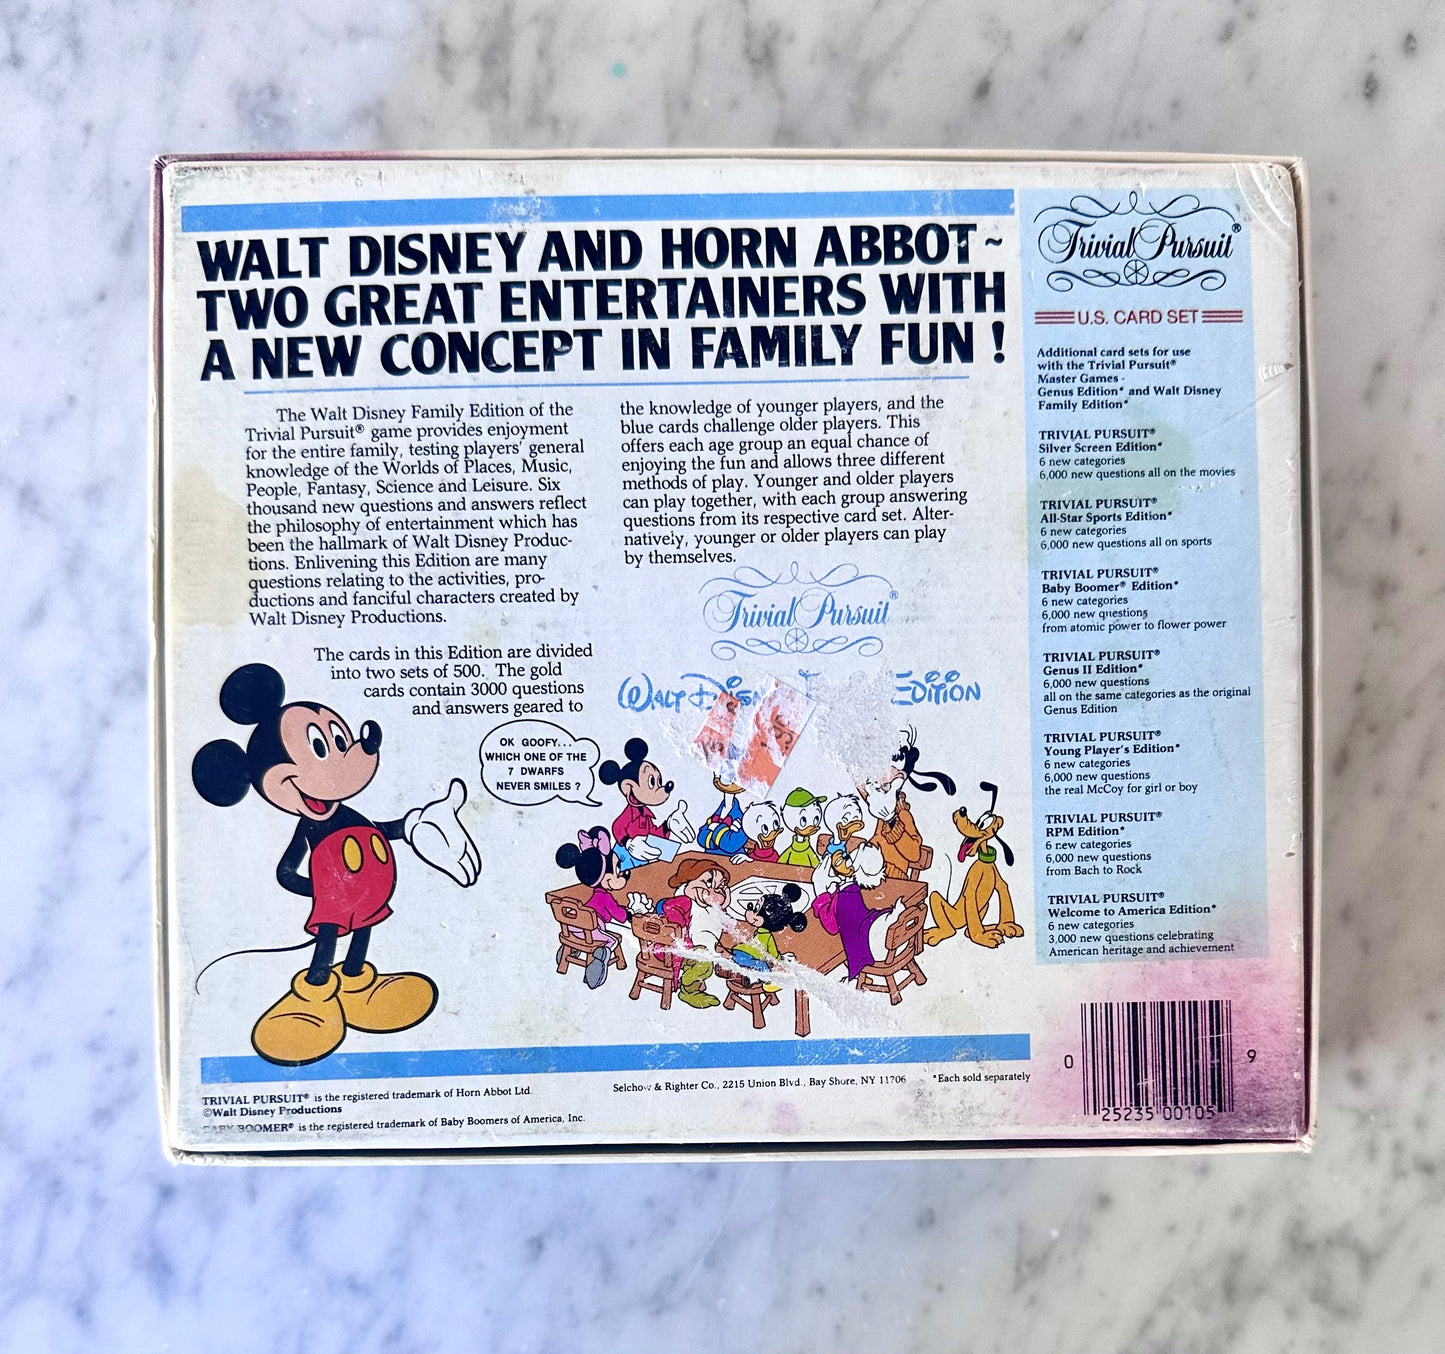 WALT DISNEY AND HORN ABBOT ~
TWO GREAT ENTERTAINERS WITH
A NEW CONCEPT IN FAMILY FUN !
The Walt Disney Family Edition of the
Trivial Pursuit® game provides enjoyment
for the entire family, testing players' general
knowledge of the Worlds of Places, Music,
People, Fantasy, Science and Leisure. Six
thousand new questions and answers reflect
the philosophy of entertainment which has
been the hallmark of Walt Disney Produc-
tions. Enlivening this Edition are many
questions relating to the activities, pro-
ductions and fanciful characters created by
Walt Disney Productions.
The cards in this Edition are divided
into two sets of 500. The gold
cards contain 3000 questions
and answers geared to
the knowledge of younger players, and the
blue cards challenge older players. This
offers each age group an equal chance of
enjoying the fun and allows three different
methods of play. Younger and older players
can play together, with each group answering
questions from its respective card set. Alter-
natively, younger or older players can play
by themselves.
Trivial Pursuit®
WALT EDITION
OK GOOFY...
WHICH ONE OF THE
7 DWARFS
NEVER SMILES ?
Trivial Pursuit®
U.S. CARD SET
Additional card sets for use
with the Trivial Pursuit®
Master Games -
Genus Edition* and Walt Disney
Family Edition*
TRIVIAL PURSUIT®
Silver Screen Edition*
6 new categories
6,000 new questions all on the movies
TRIVIAL PURSUIT®
All-Star Sports Edition*
6 new categories
6,000 new questions all on sports
TRIVIAL PURSUIT®
Baby Boomer® Edition*
6 new categories
6,000 new questions
from atomic power to flower power
TRIVIAL PURSUIT®
Genus II Edition*
6,000 new questions
all on the same categories as the original
Genus Edition
TRIVIAL PURSUIT®
Young Player's Edition*
6 new categories
6,000 new questions
the real McCoy for girl or boy
TRIVIAL PURSUIT®
RPM Edition*
6 new categories
6,000 new questions
from Bach to Rock
TRIVIAL PURSUIT®
Welcome to America Edition*
6 new categories
3,000 new questions celebrating
American heritage and achievement
TRIVIAL PURSUIT® is the registered trademark of Horn Abbot Ltd.
©Walt Disney Productions
BABY BOOMER® is the registered trademark of Baby Boomers of America, Inc.
Selchow & Righter Co., 2215 Union Blvd., Bay Shore, NY 11706
*Each sold separately
0 25235 00105 9